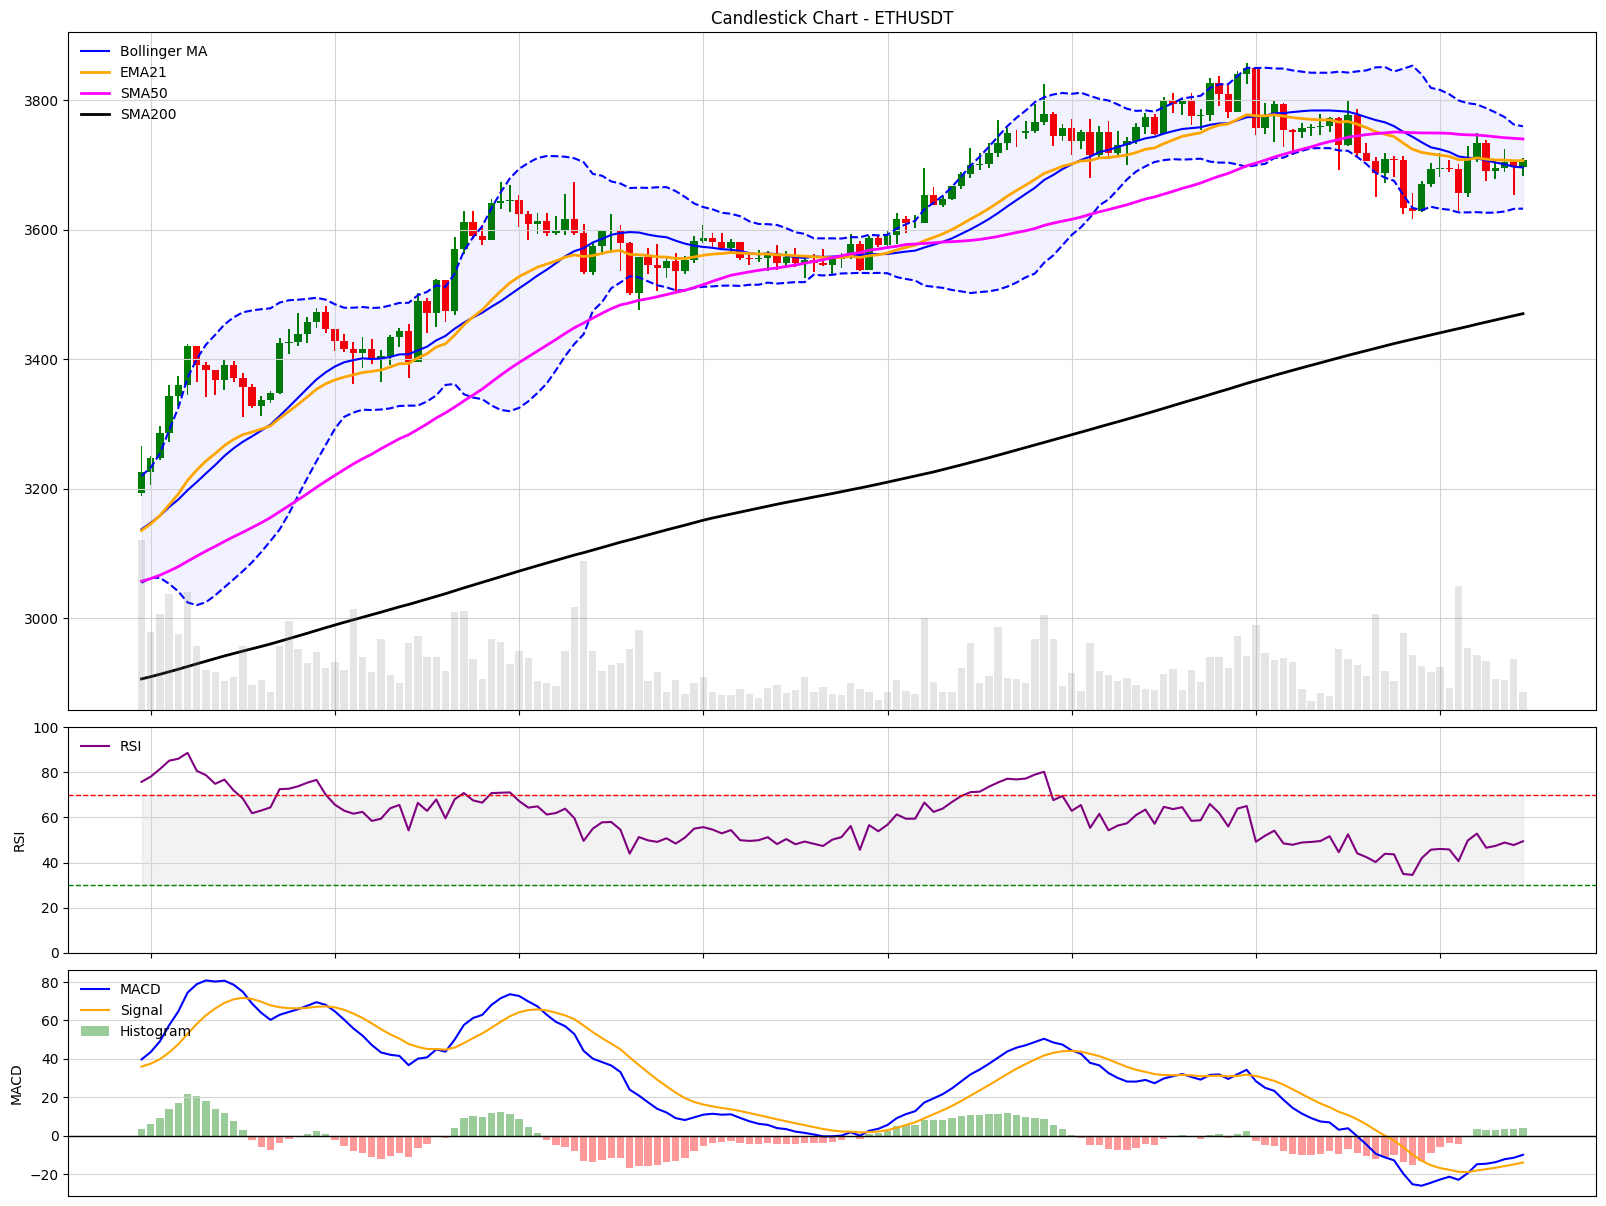 Candlestick Chart - ETHUSDT
Bollinger MA
EMA21
SMA50
SMA200
3800
3600
3400
3200
3000
100
80
60
40
20
0
RSI
RSI
80
60
40
20
0
−20
MACD
MACD
Signal
Histogram